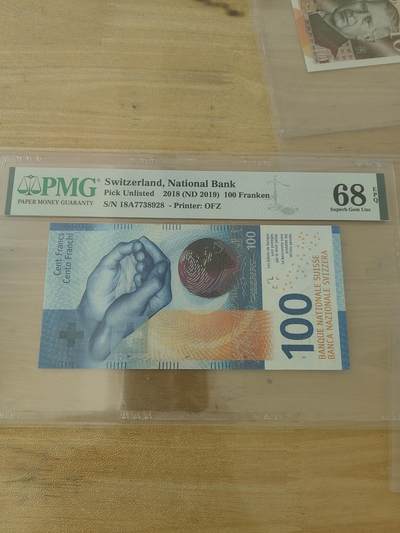 PMG
PAPER MONEY GUARANTY
Switzerland, National Bank
Pick Unlisted 2018 (ND 2019) 100 Franken
S/N 18A7738928 - Printer: OFZ
68 EPQ
Superb Gem Unc
Cent Francs
Cento Franchi
100
100
BANQUE NATIONALE SUISSE
BANCA NAZIONALE SVIZZERA